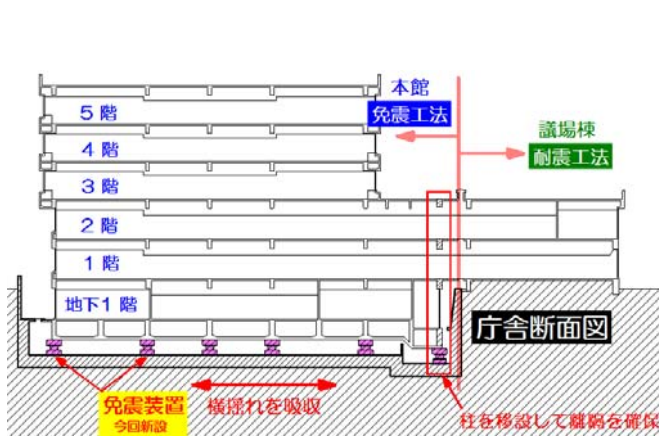 本館
免震工法
議場棟
耐震工法
5階
4階
3階
2階
1階
地下1階
庁舎断面図
免震装置
今回新設
横揺れを吸収
柱を移設して離隔を確保